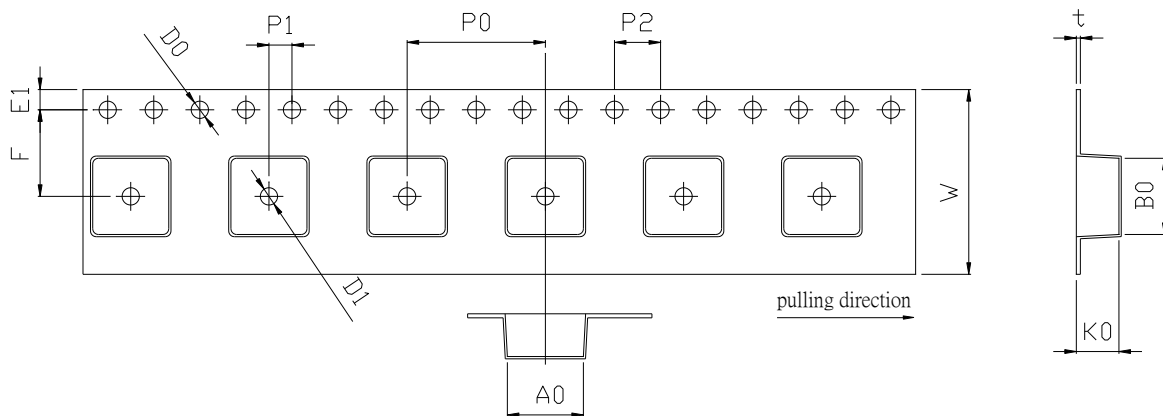 P1
P0
P2
t
D0
E1
F
W
B0
D1
pulling direction
K0
A0